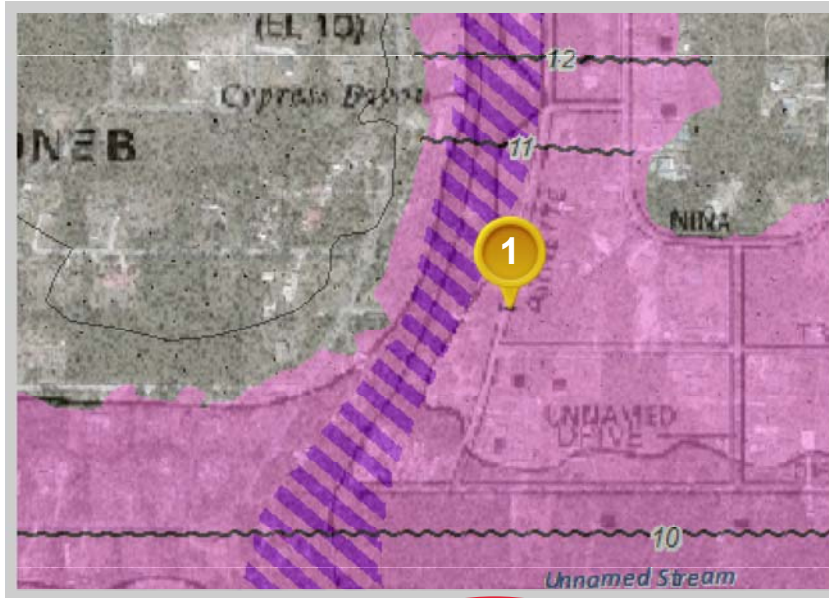 (EL 10)
12
Cypress Bayou
ONE B
11
NINA
1
UNNAMED
DRIVE
10
Unnamed Stream